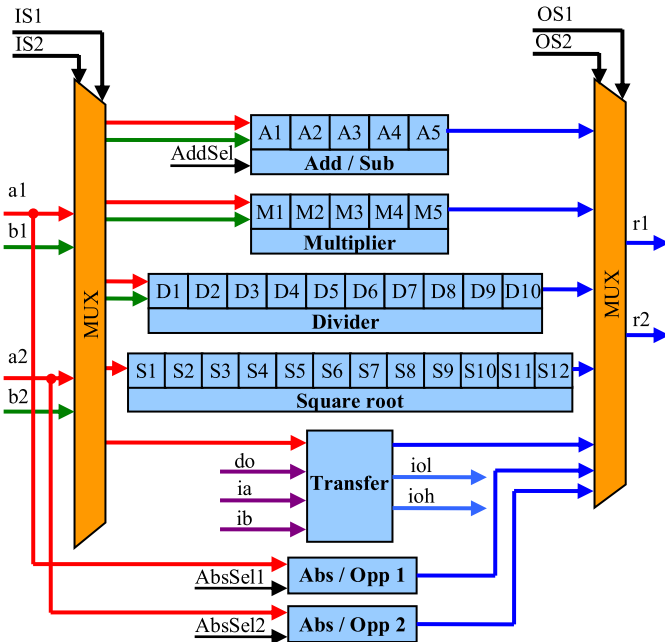 IS1
IS2
OS1
OS2
A1 A2 A3 A4 A5
Add / Sub
AddSel
a1
b1
M1 M2 M3 M4 M5
Multiplier
r1
MUX
MUX
D1 D2 D3 D4 D5 D6 D7 D8 D9 D10
Divider
r2
a2
b2
S1 S2 S3 S4 S5 S6 S7 S8 S9 S10 S11 S12
Square root
do
ia
ib
Transfer
iol
ioh
AbsSel1
Abs / Opp 1
AbsSel2
Abs / Opp 2